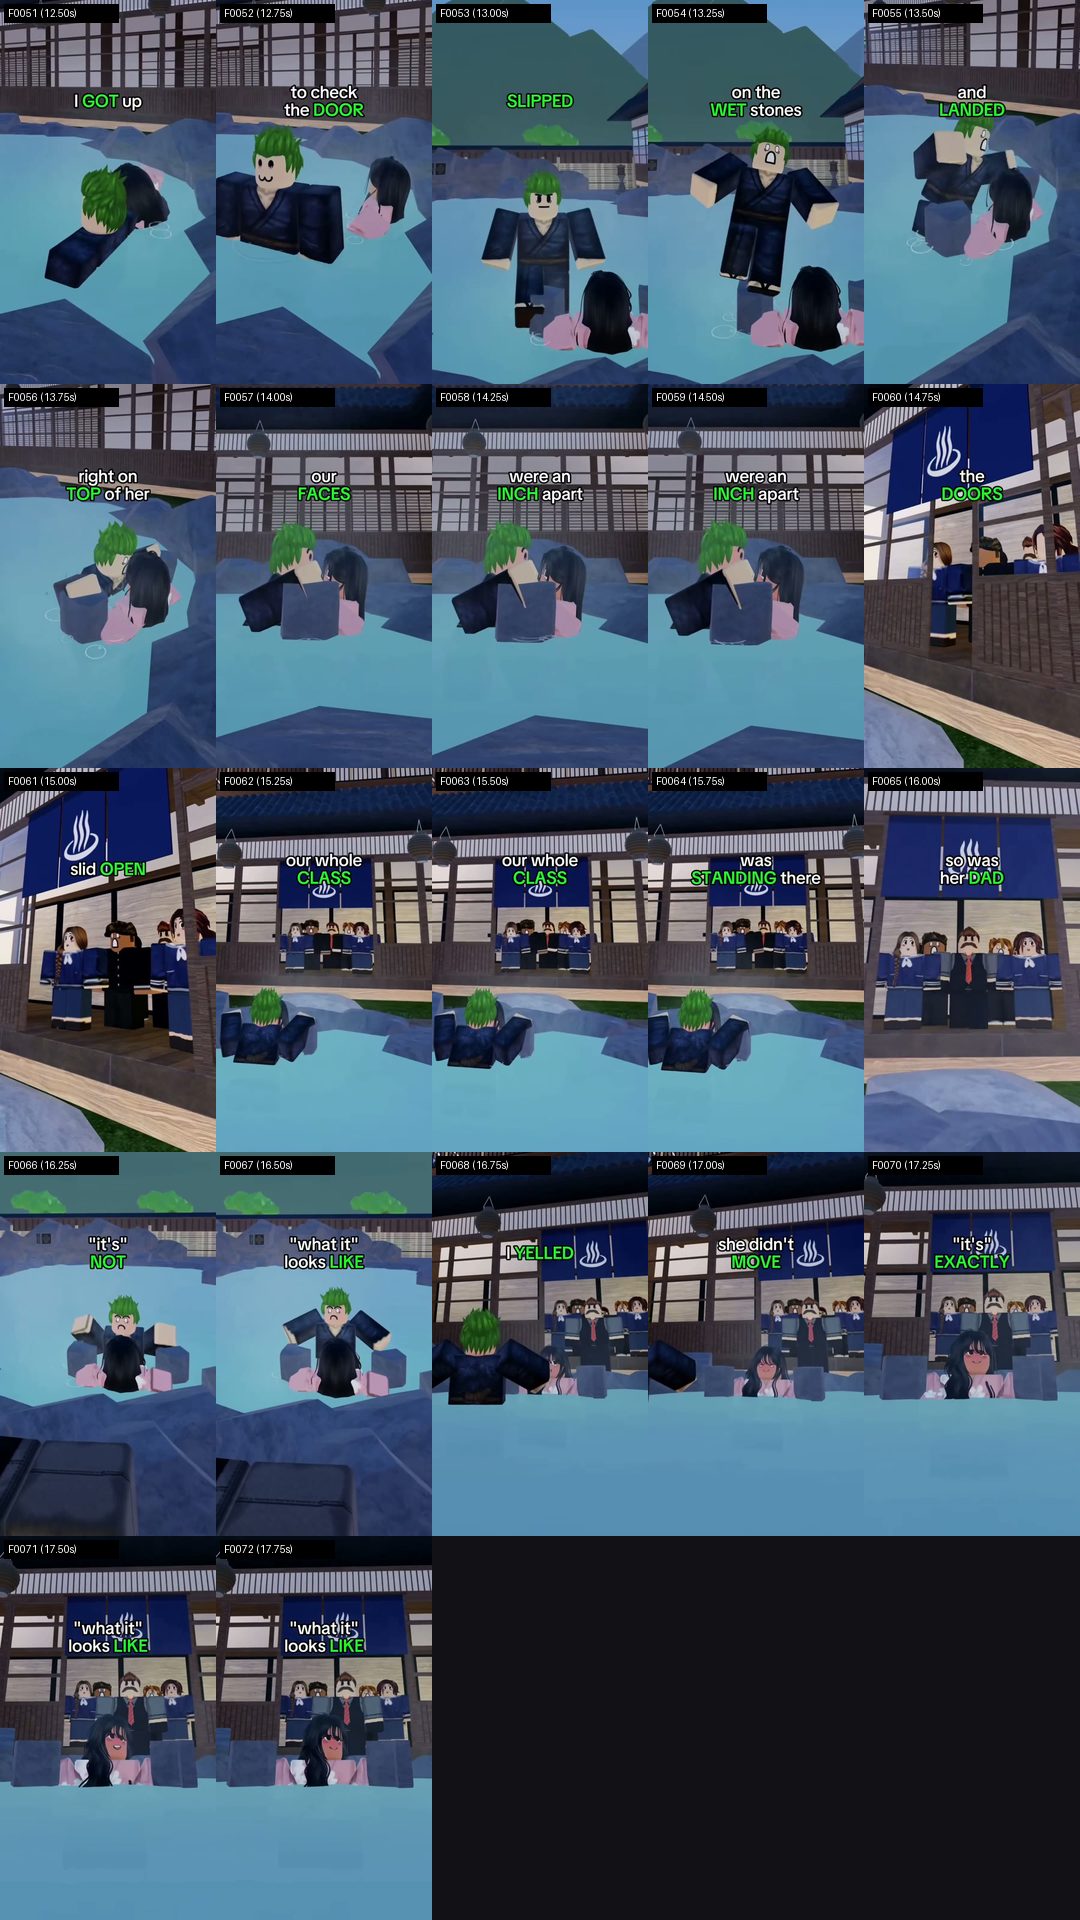 F0051 (12.50s)
I GOT up
F0052 (12.75s)
to check
the DOOR
F0053 (13.00s)
SLIPPED
F0054 (13.25s)
on the
WET stones
F0055 (13.50s)
and
LANDED
F0056 (13.75s)
right on
TOP of her
F0057 (14.00s)
our
FACES
F0058 (14.25s)
were an
INCH apart
F0059 (14.50s)
were an
INCH apart
F0060 (14.75s)
the
DOORS
F0061 (15.00s)
slid OPEN
F0062 (15.25s)
our whole
CLASS
F0063 (15.50s)
our whole
CLASS
F0064 (15.75s)
was
STANDING there
F0065 (16.00s)
so was
her DAD
F0066 (16.25s)
"it's"
NOT
F0067 (16.50s)
"what it"
looks LIKE
F0068 (16.75s)
I YELLED
F0069 (17.00s)
she didn't
MOVE
F0070 (17.25s)
"it's"
EXACTLY
F0071 (17.50s)
"what it"
looks LIKE
F0072 (17.75s)
"what it"
looks LIKE